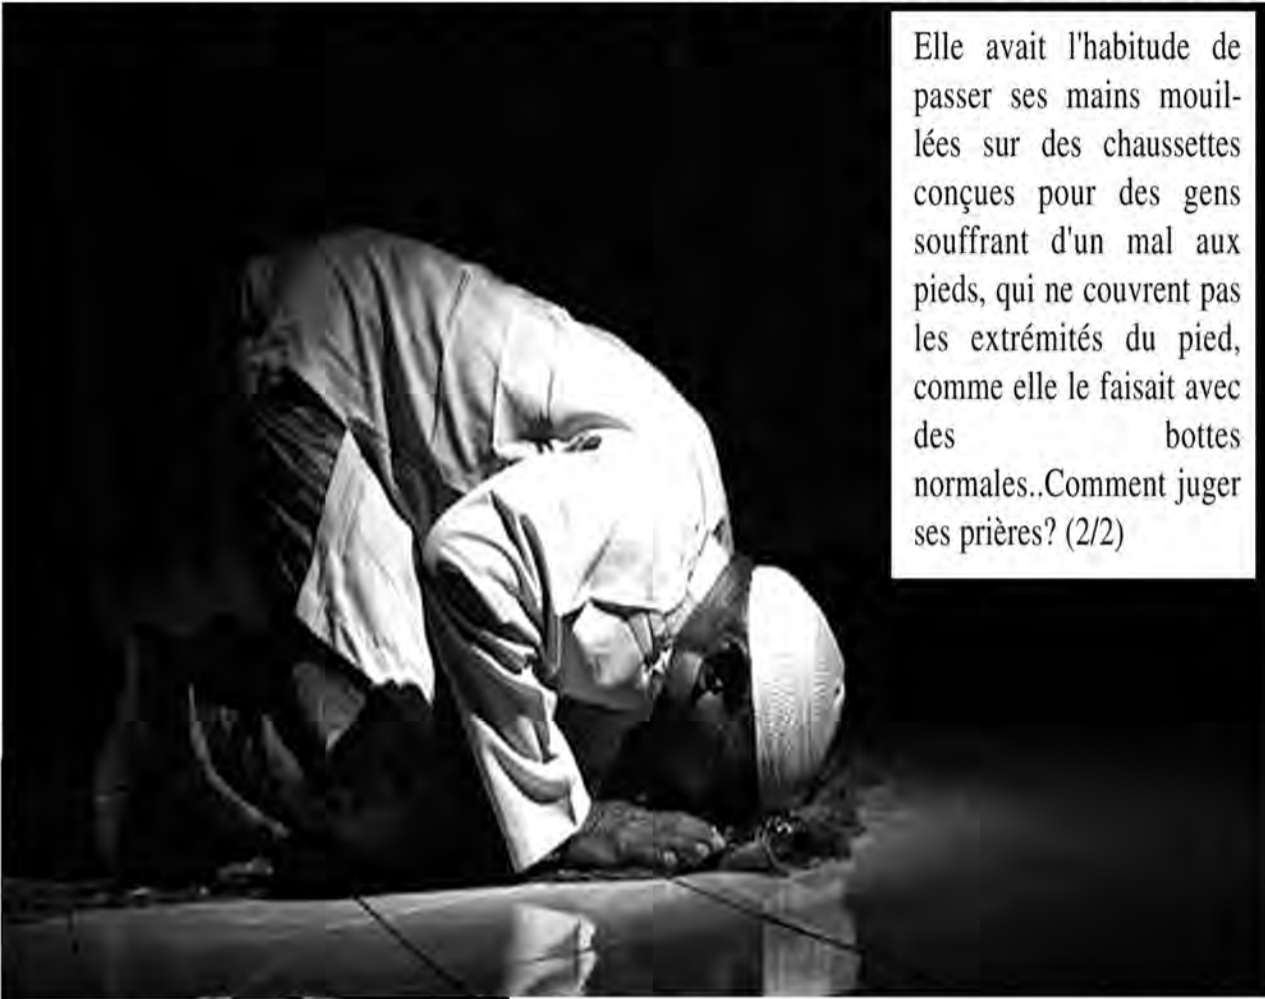 Elle avait l'habitude de
passer ses mains mouil-
lées sur des chaussettes
conçues pour des gens
souffrant d'un mal aux
pieds, qui ne couvrent pas
les extrémités du pied,
comme elle le faisait avec
des bottes
normales..Comment juger
ses prières? (2/2)